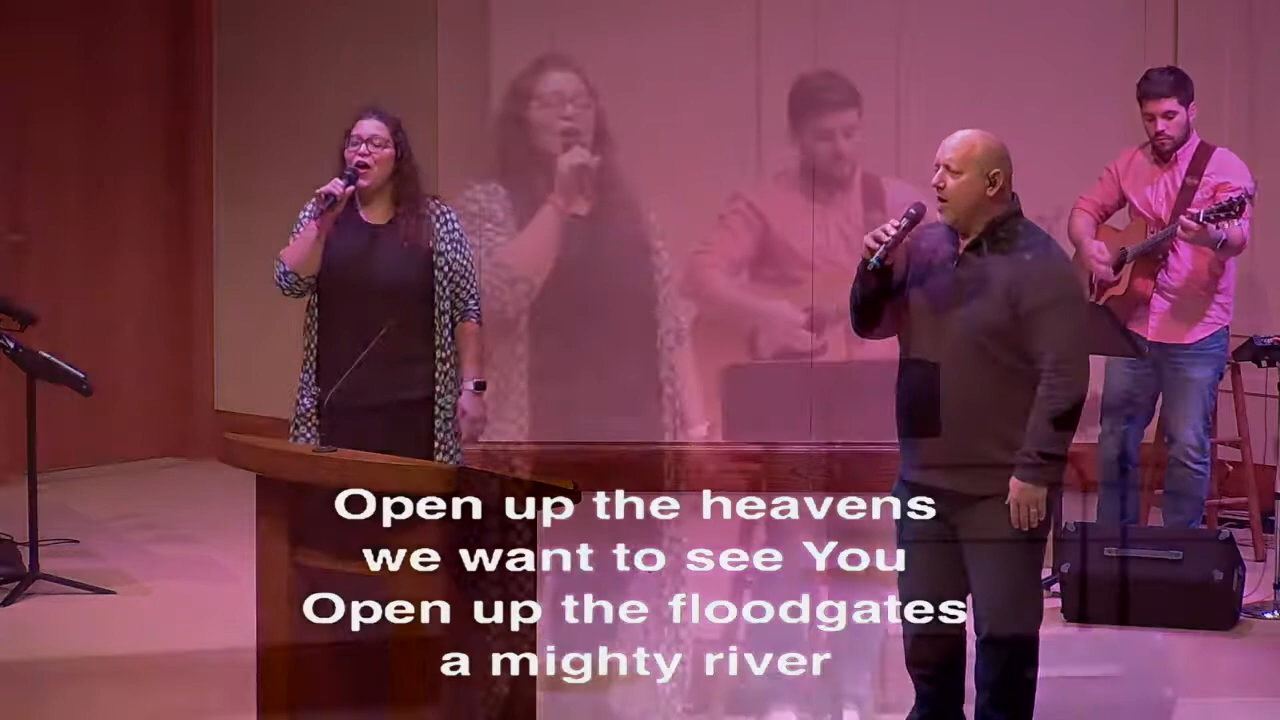 Open up the heavens
we want to see You
Open up the floodgates
a mighty river